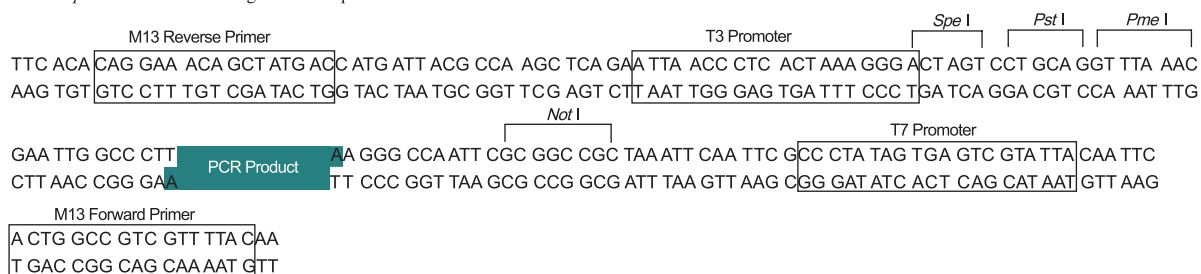 M13 Reverse Primer T3 Promoter Spe I Pst I Pme I
TTC ACA CAG GAA ACA GCT ATG ACC ATG ATT ACG CCA AGC TCA GAA TTA ACC CTC ACT AAA GGG ACT AGT CCT GCA GGT TTA AAC
AAG TGT GTC CTT TGT CGA TAC TGG TAC TAA TGC GGT TCG AGT CTT AAT TGG GAG TGA TTT CCC TGA TCA GGA CGT CCA AAT TTG
Not I T7 Promoter
GAA TTG GCC CTT PCR Product AA GGG CCA ATT CGC GGC CGC TAA ATT CAA TTC GCC CTA TAG TGA GTC GTA TTA CAA TTC
CTT AAC CGG GAA TT CCC GGT TAA GCG CCG GCG ATT TAA GTT AAG CGG GAT ATC ACT CAG CAT AAT GTT AAG
M13 Forward Primer
A CTG GCC GTC GTT TTA CAA
T GAC CGG CAG CAA AAT GTT